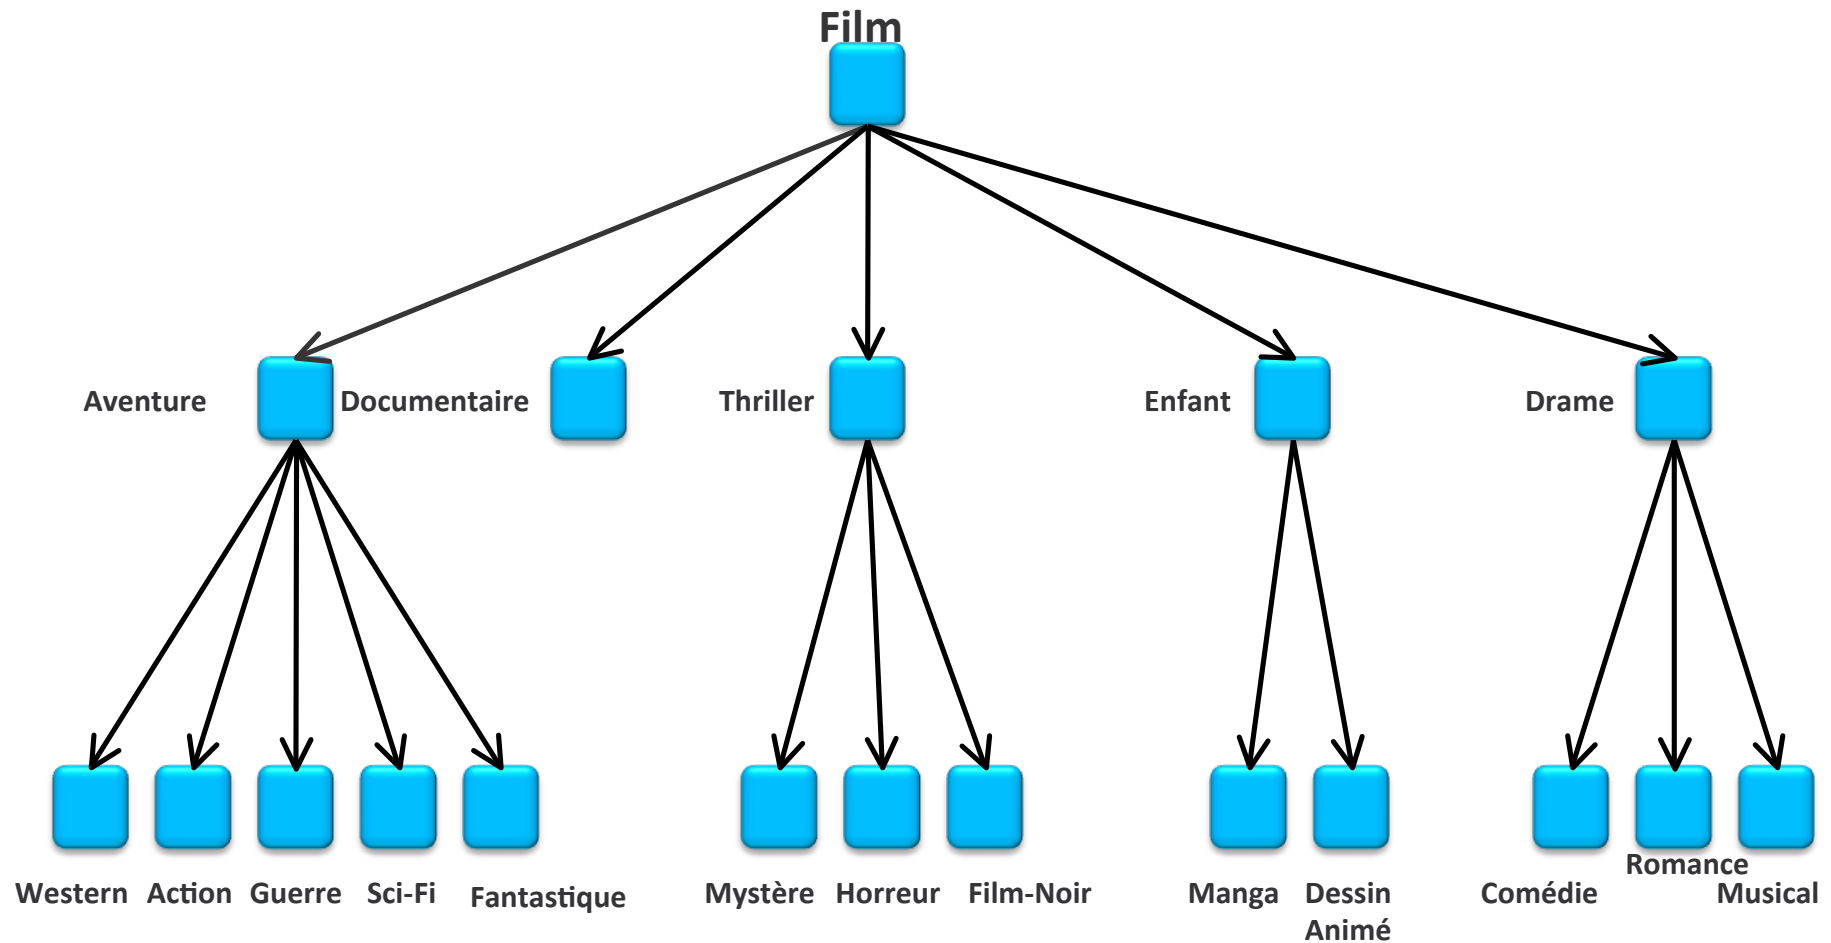 Film
Aventure
Documentaire
Thriller
Enfant
Drame
Western
Action
Guerre
Sci-Fi
Fantastique
Mystère
Horreur
Film-Noir
Manga
Dessin
Animé
Comédie
Romance
Musical